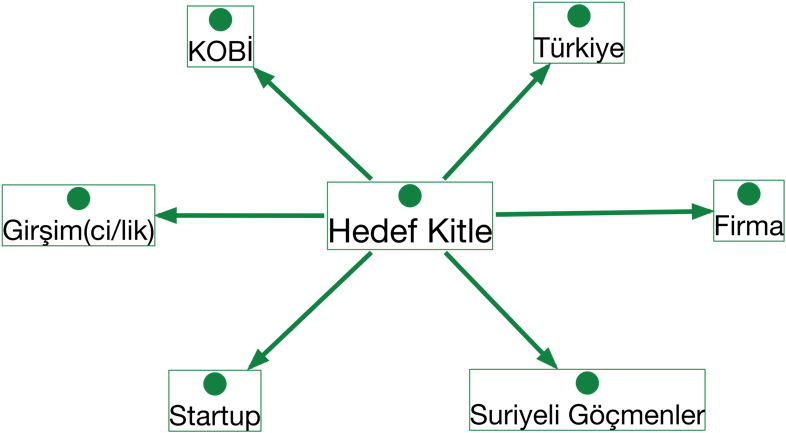 KOBİ
Türkiye
Girşim(ci/lik)
Hedef Kitle
Firma
Startup
Suriyeli Göçmenler